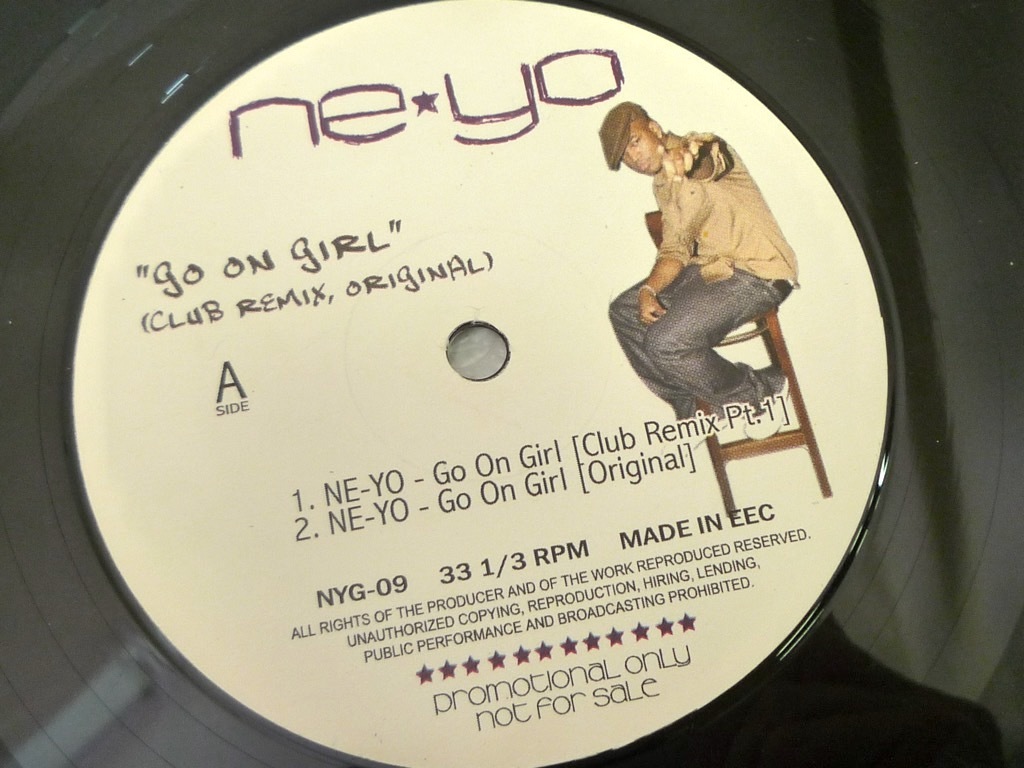 ne★yo
"GO ON GIRL"
(CLUB REMIX, ORIGINAL)
A
SIDE
1. NE-YO - Go On Girl [Club Remix Pt.1]
2. NE-YO - Go On Girl [Original]
NYG-09 33 1/3 RPM MADE IN EEC
ALL RIGHTS OF THE PRODUCER AND OF THE WORK REPRODUCED RESERVED.
UNAUTHORIZED COPYING, REPRODUCTION, HIRING, LENDING,
PUBLIC PERFORMANCE AND BROADCASTING PROHIBITED.
★★★★★★★★★★★★
promotional only
not for sale